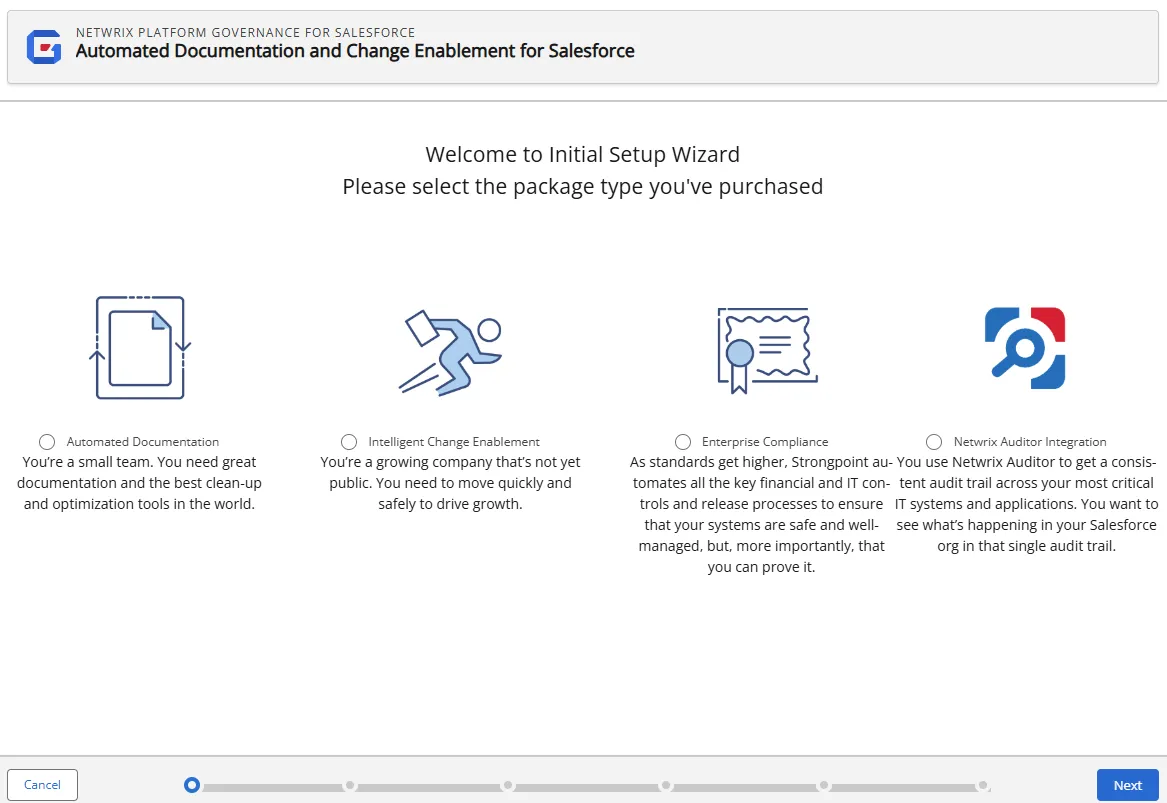 NETWRIX PLATFORM GOVERNANCE FOR SALESFORCE
Automated Documentation and Change Enablement for Salesforce
Welcome to Initial Setup Wizard
Please select the package type you've purchased
Automated Documentation
You’re a small team. You need great
documentation and the best clean-up
and optimization tools in the world.
Intelligent Change Enablement
You’re a growing company that’s not yet
public. You need to move quickly and
safely to drive growth.
Enterprise Compliance
As standards get higher, Strongpoint au-
tomates all the key financial and IT con-
trols and release processes to ensure
that your systems are safe and well-
managed, but, more importantly, that
you can prove it.
Netwrix Auditor Integration
You use Netwrix Auditor to get a consis-
tent audit trail across your most critical
IT systems and applications. You want to
see what’s happening in your Salesforce
org in that single audit trail.
Cancel
Next